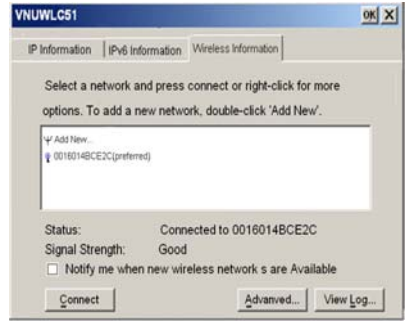 VNUWLC51 OK X
IP Information IPv6 Information Wireless Information
Select a network and press connect or right-click for more
options. To add a new network, double-click 'Add New'.
Add New...
0016014BCE2C(preferred)
Status: Connected to 0016014BCE2C
Signal Strength: Good
Notify me when new wireless network s are Available
Connect Advanred... View Log...